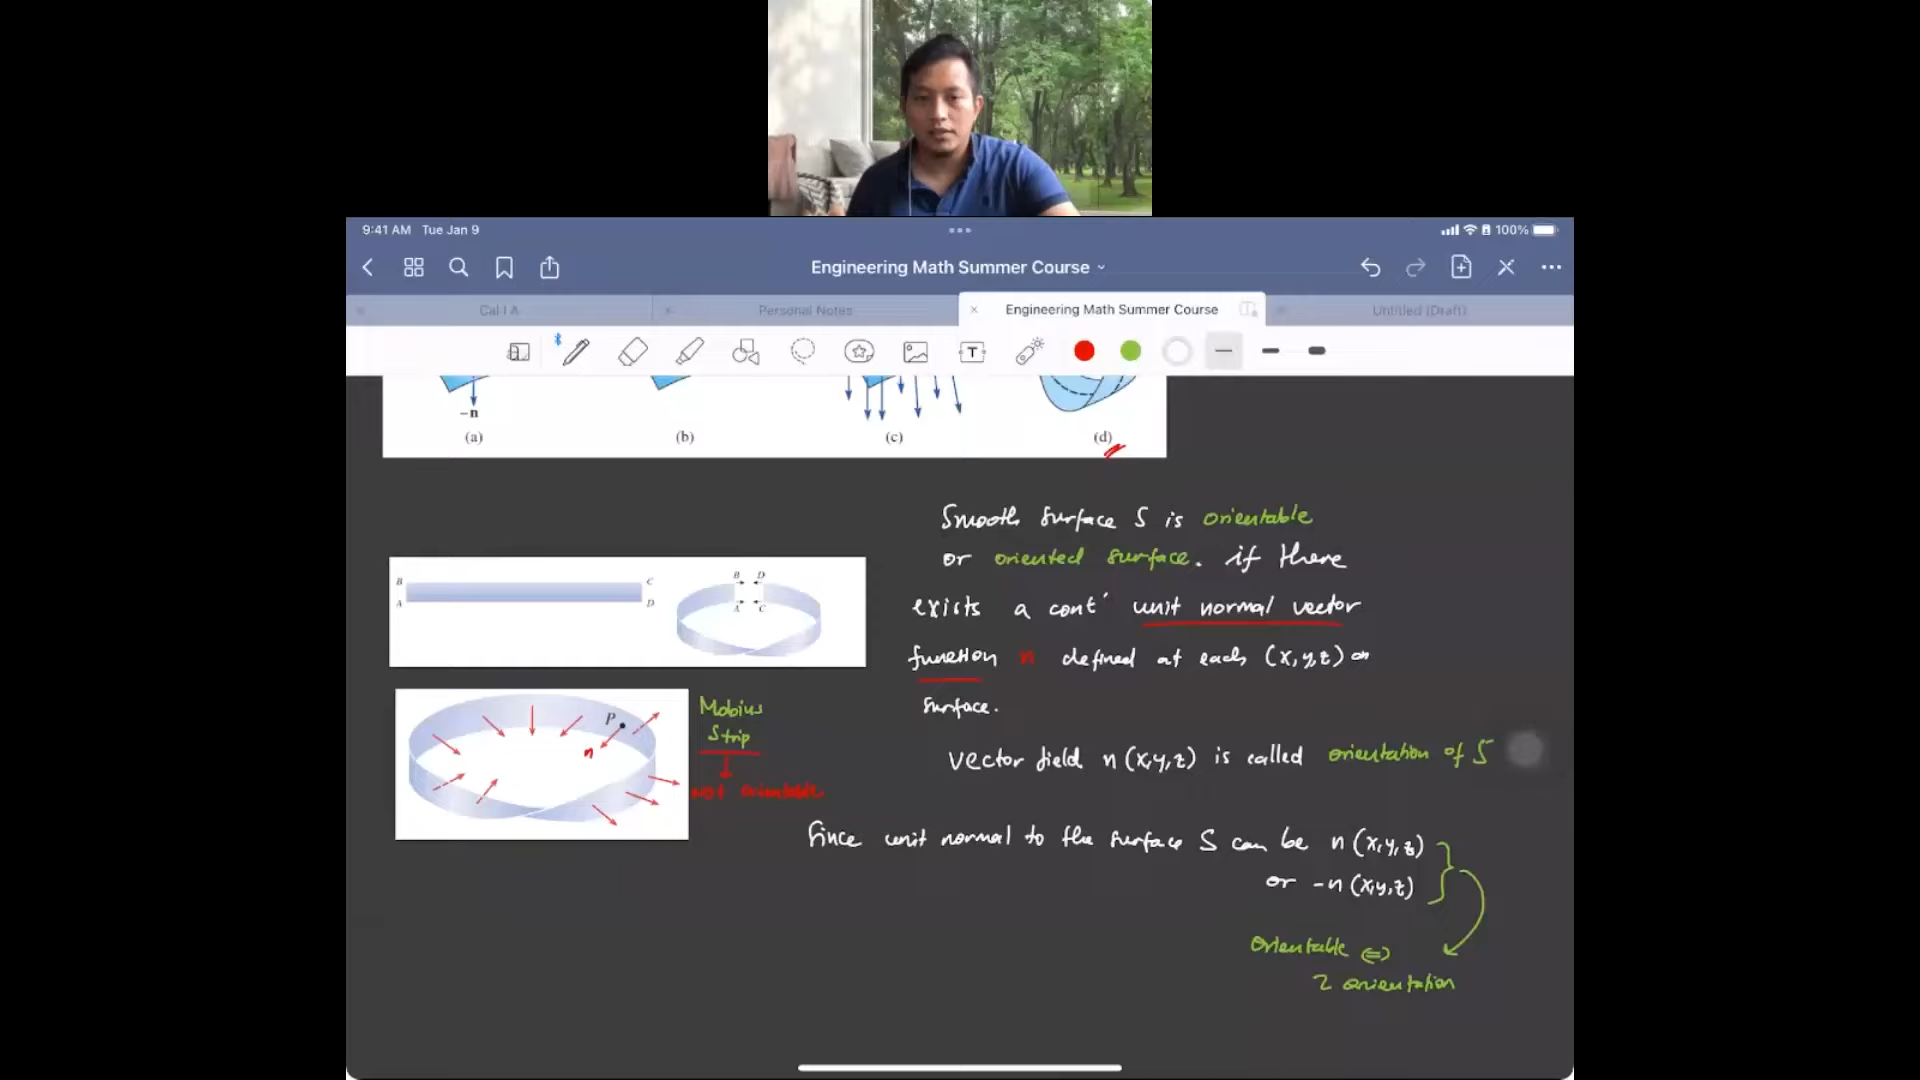 9:41 AM Tue Jan 9
100%
Engineering Math Summer Course
Cal I A
Personal Notes
Engineering Math Summer Course
Untitled (Draft)
T
-n
(a)
(b)
(c)
(d)
Smooth surface S is orientable
or oriented surface. if there
exists a cont' unit normal vector
function n defined at each (x,y,z) on
surface.
B
A
C
D
B D
A C
P
n
Mobius
Strip
not orientable
vector field n(x,y,z) is called orientation of S
Since unit normal to the surface S can be n(x,y,z)
or -n(x,y,z)
Orientable ⇔
2 orientation